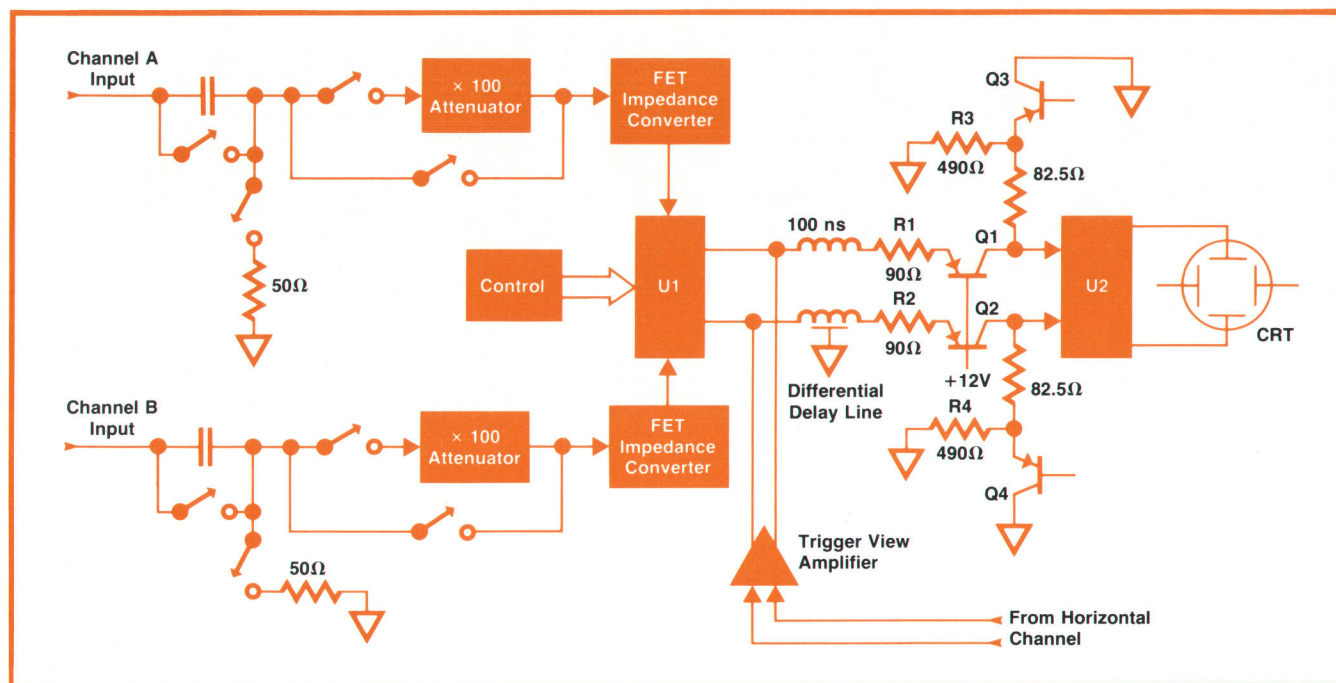 Channel A
Input
× 100
Attenuator
FET
Impedance
Converter
50Ω
Control
U1
100 ns
R1
90Ω
Q1
R2
90Ω
Q2
+12V
Differential
Delay Line
Q3
R3
490Ω
82.5Ω
U2
CRT
82.5Ω
R4
490Ω
Q4
Channel B
Input
× 100
Attenuator
FET
Impedance
Converter
50Ω
Trigger View
Amplifier
From Horizontal
Channel